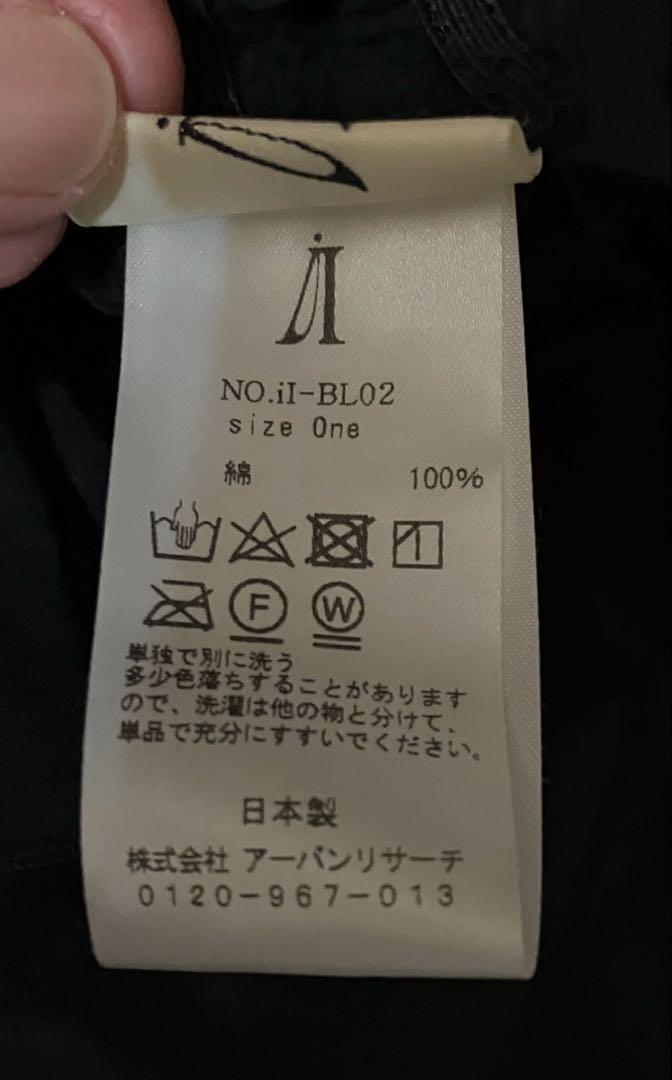 iI
NO.iI-BL02
size One
綿 100%
F W
単独で別に洗う
多少色落ちすることがあります
ので、洗濯は他の物と分けて、
単品で充分にすすいでください。
日本製
株式会社 アーバンリサーチ
0120-967-013